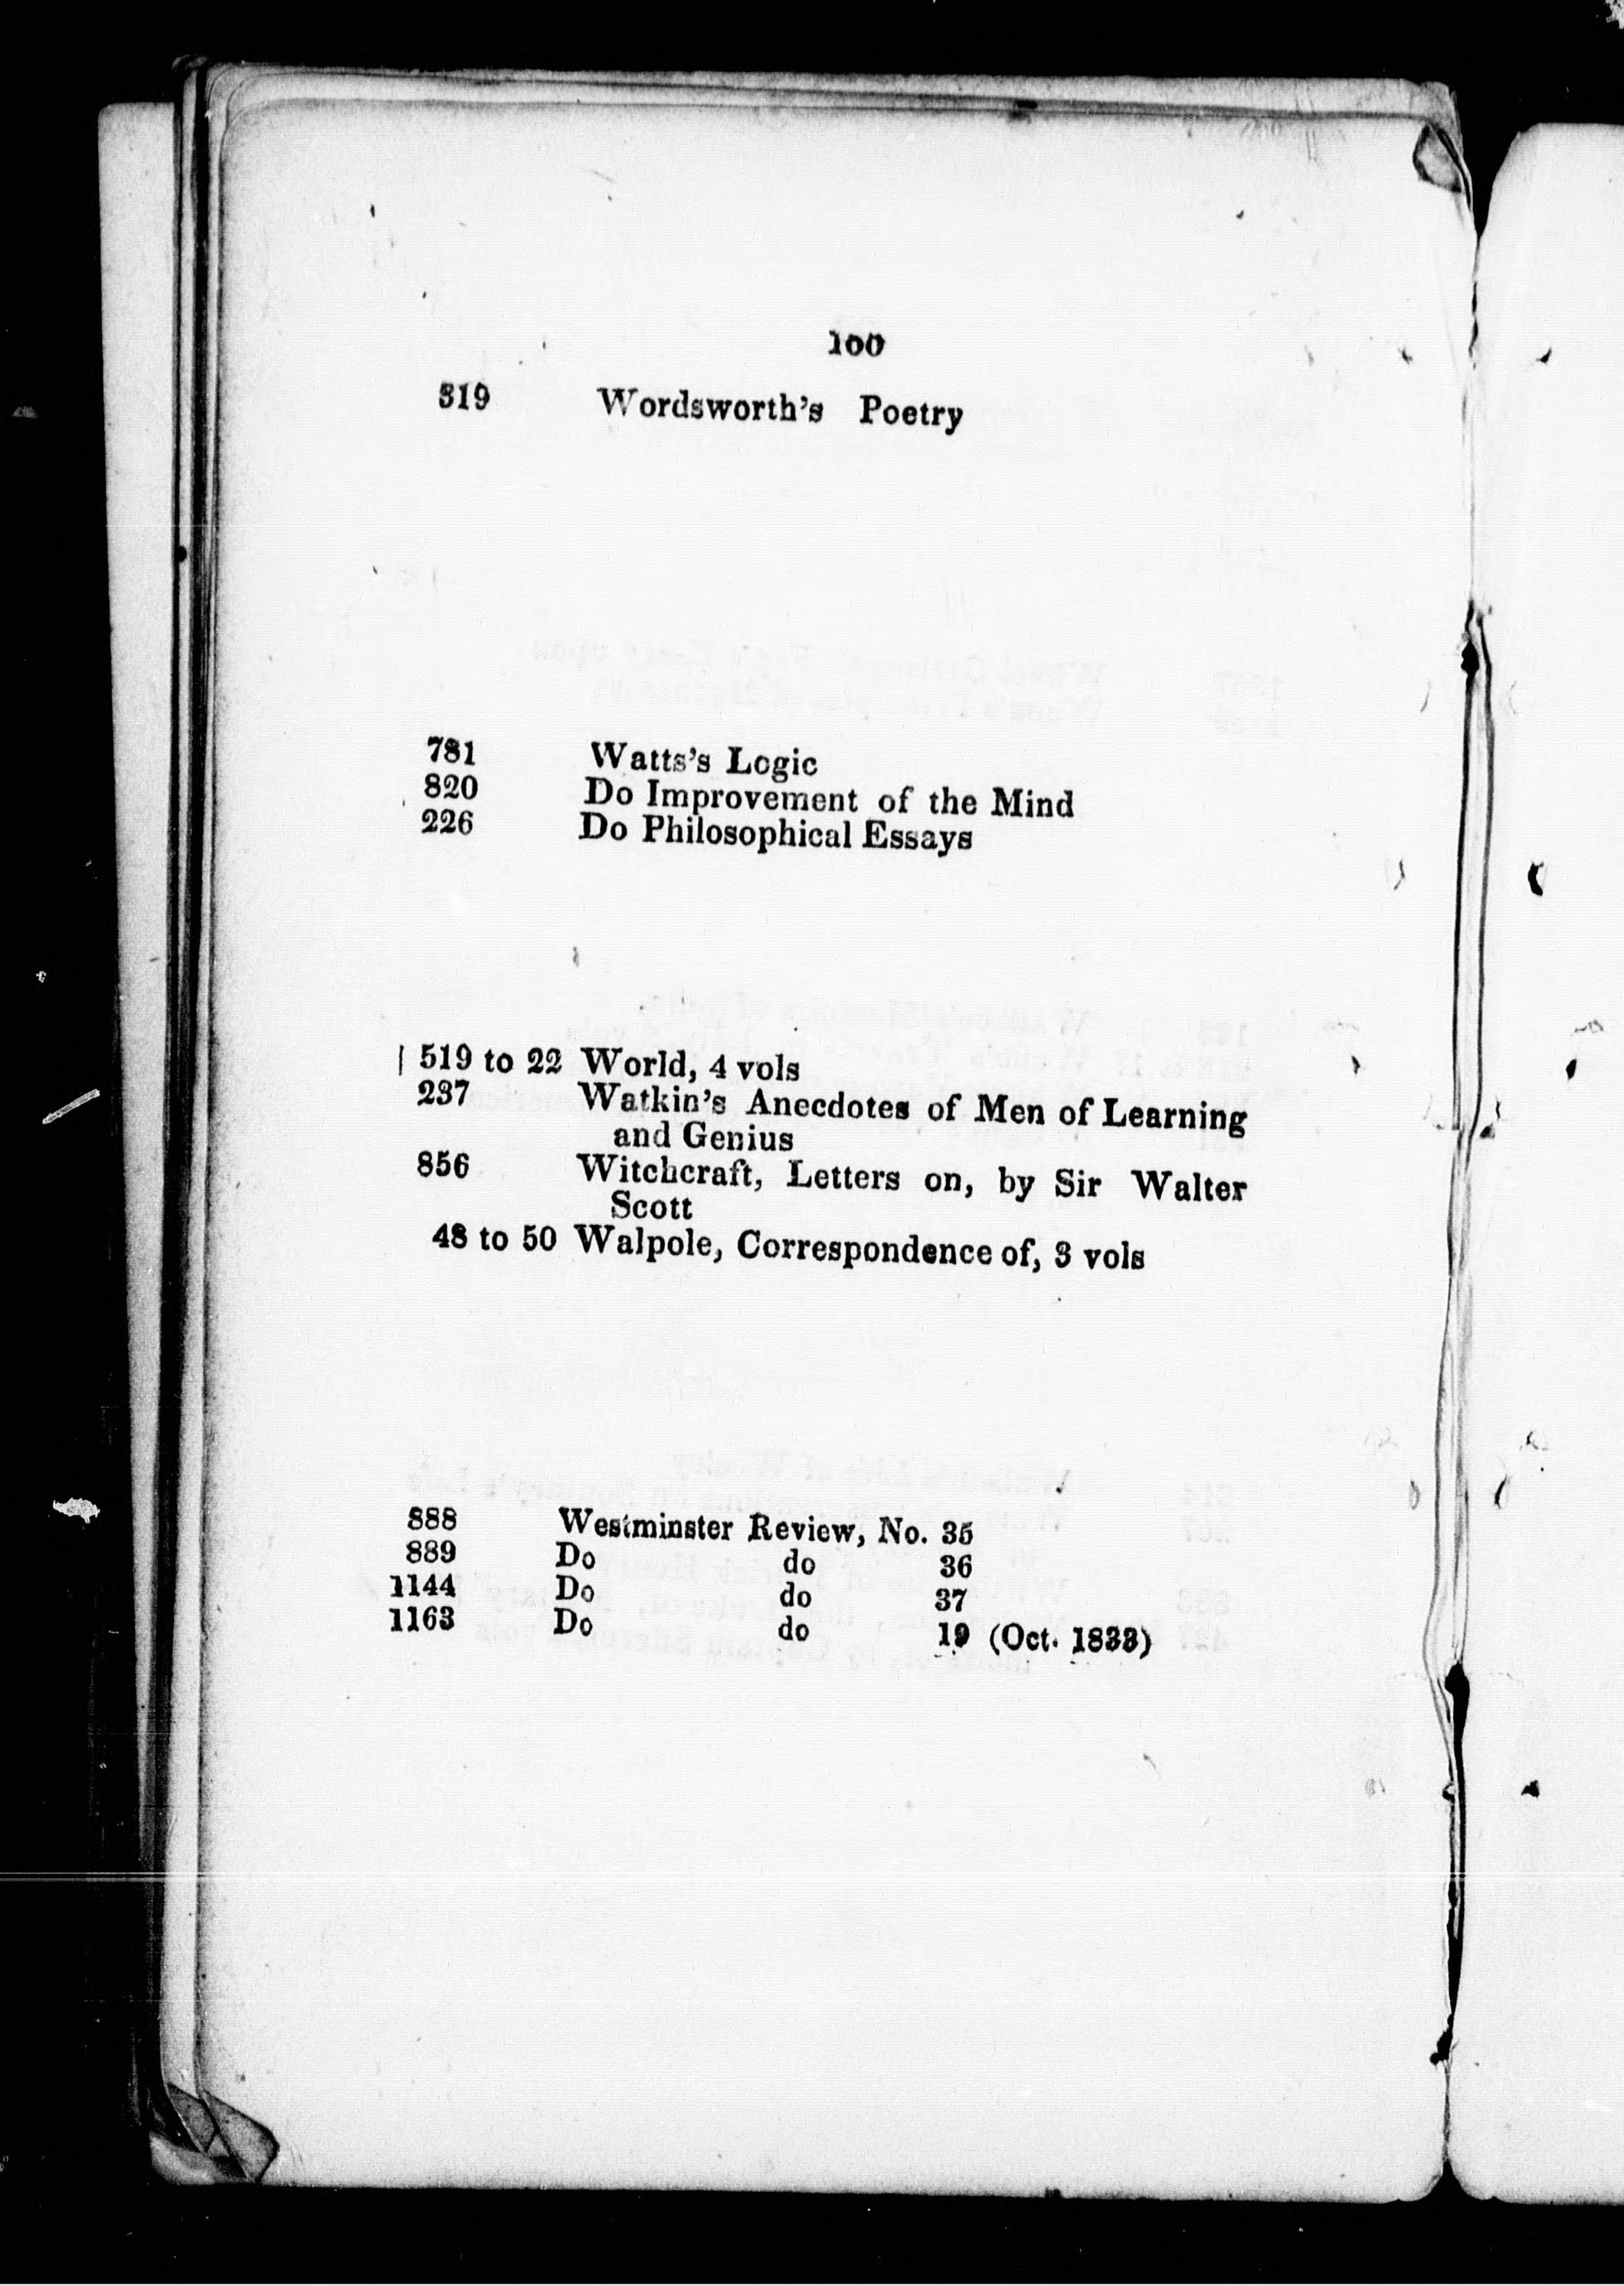 100
319 Wordsworth's Poetry
781 Watts's Logic
820 Do Improvement of the Mind
226 Do Philosophical Essays
519 to 22 World, 4 vols
237 Watkin's Anecdotes of Men of Learning
and Genius
856 Witchcraft, Letters on, by Sir Walter
Scott
48 to 50 Walpole, Correspondence of, 3 vols
888 Westminster Review, No. 35
889 Do do 36
1144 Do do 37
1163 Do do 19 (Oct. 1833)